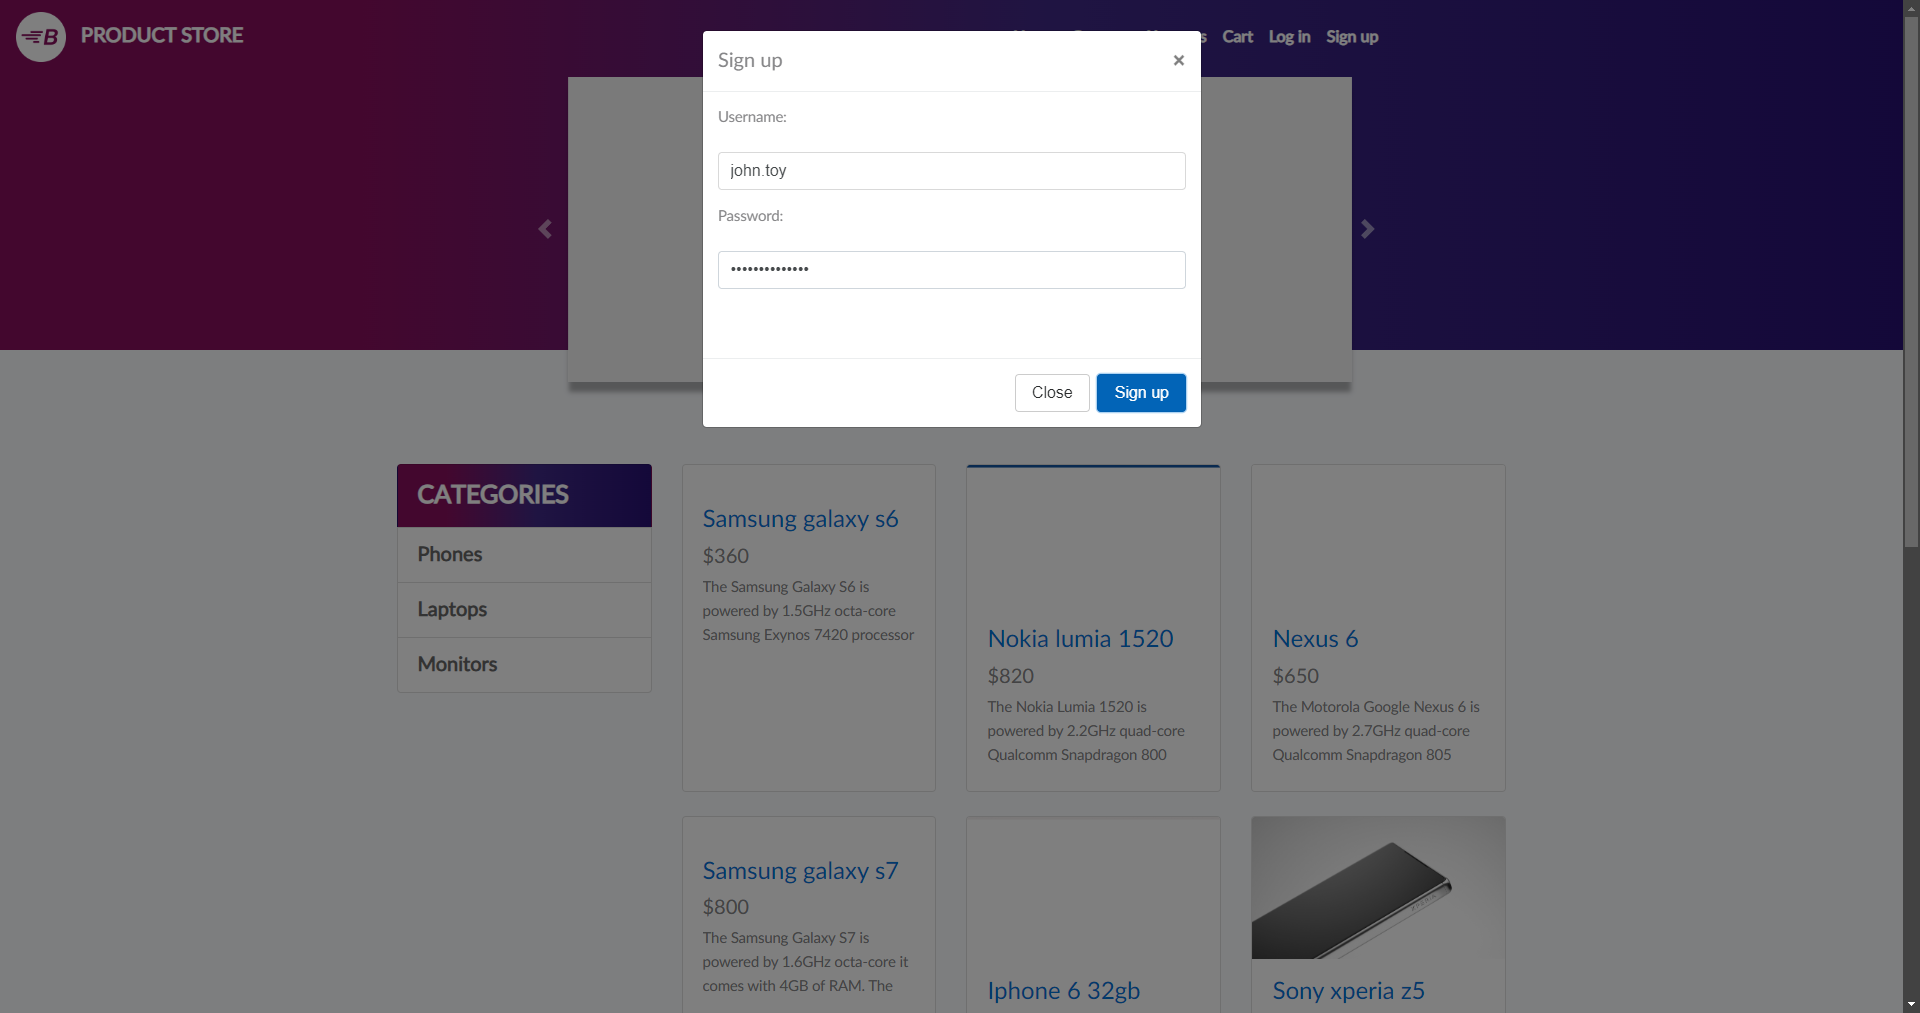 B PRODUCT STORE
Cart Log in Sign up
Sign up
×
Username:
john.toy
Password:
••••••••••••••
Close Sign up
CATEGORIES
Phones
Laptops
Monitors
Samsung galaxy s6
$360
The Samsung Galaxy S6 is
powered by 1.5GHz octa-core
Samsung Exynos 7420 processor
Nokia lumia 1520
$820
The Nokia Lumia 1520 is
powered by 2.2GHz quad-core
Qualcomm Snapdragon 800
Nexus 6
$650
The Motorola Google Nexus 6 is
powered by 2.7GHz quad-core
Qualcomm Snapdragon 805
Samsung galaxy s7
$800
The Samsung Galaxy S7 is
powered by 1.6GHz octa-core it
comes with 4GB of RAM. The
Iphone 6 32gb
XPERIA
Sony xperia z5